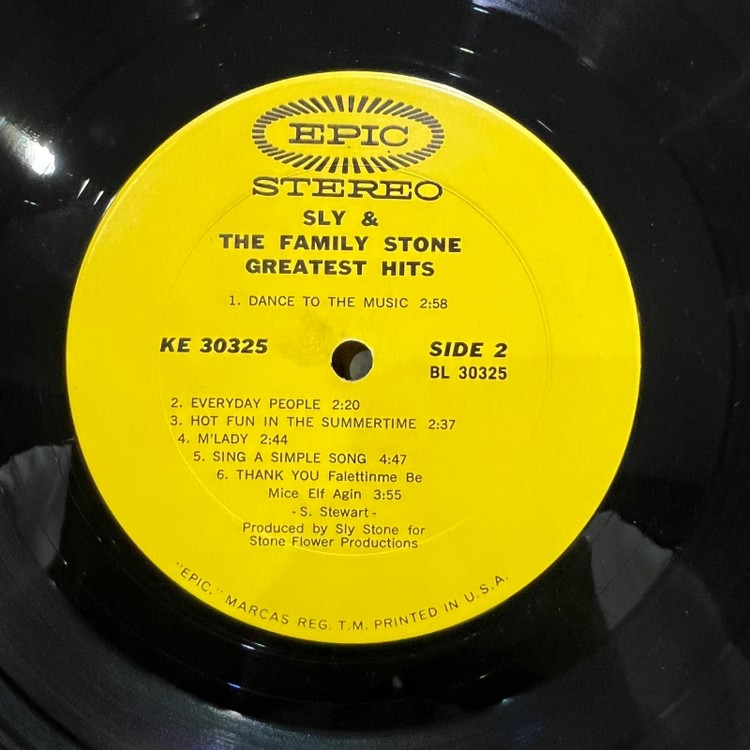 EPIC
STEREO
SLY &
THE FAMILY STONE
GREATEST HITS
1. DANCE TO THE MUSIC 2:58
KE 30325
SIDE 2
BL 30325
2. EVERYDAY PEOPLE 2:20
3. HOT FUN IN THE SUMMERTIME 2:37
4. M'LADY 2:44
5. SING A SIMPLE SONG 4:47
6. THANK YOU Falettinme Be
Mice Elf Agin 3:55
- S. Stewart -
Produced by Sly Stone for
Stone Flower Productions
"EPIC," MARCAS REG. T.M. PRINTED IN U.S.A.